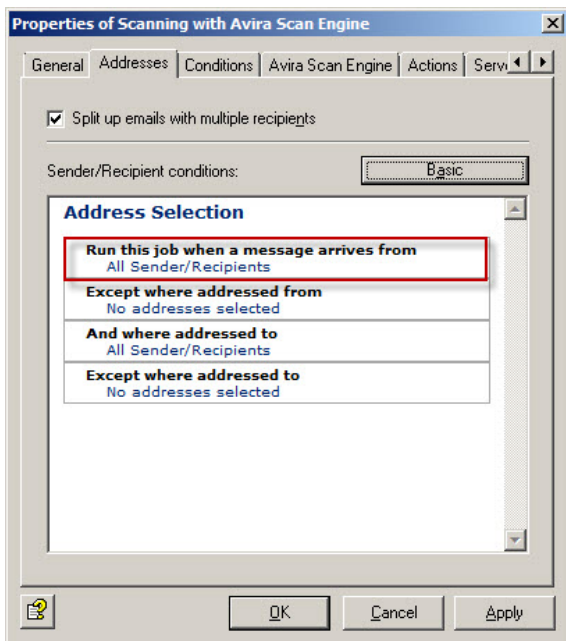 Properties of Scanning with Avira Scan Engine
General Addresses Conditions Avira Scan Engine Actions
Split up emails with multiple recipients
Sender/Recipient conditions: Basic
Address Selection
Run this job when a message arrives from
All Sender/Recipients
Except where addressed from
No addresses selected
And where addressed to
All Sender/Recipients
Except where addressed to
No addresses selected
OK Cancel Apply